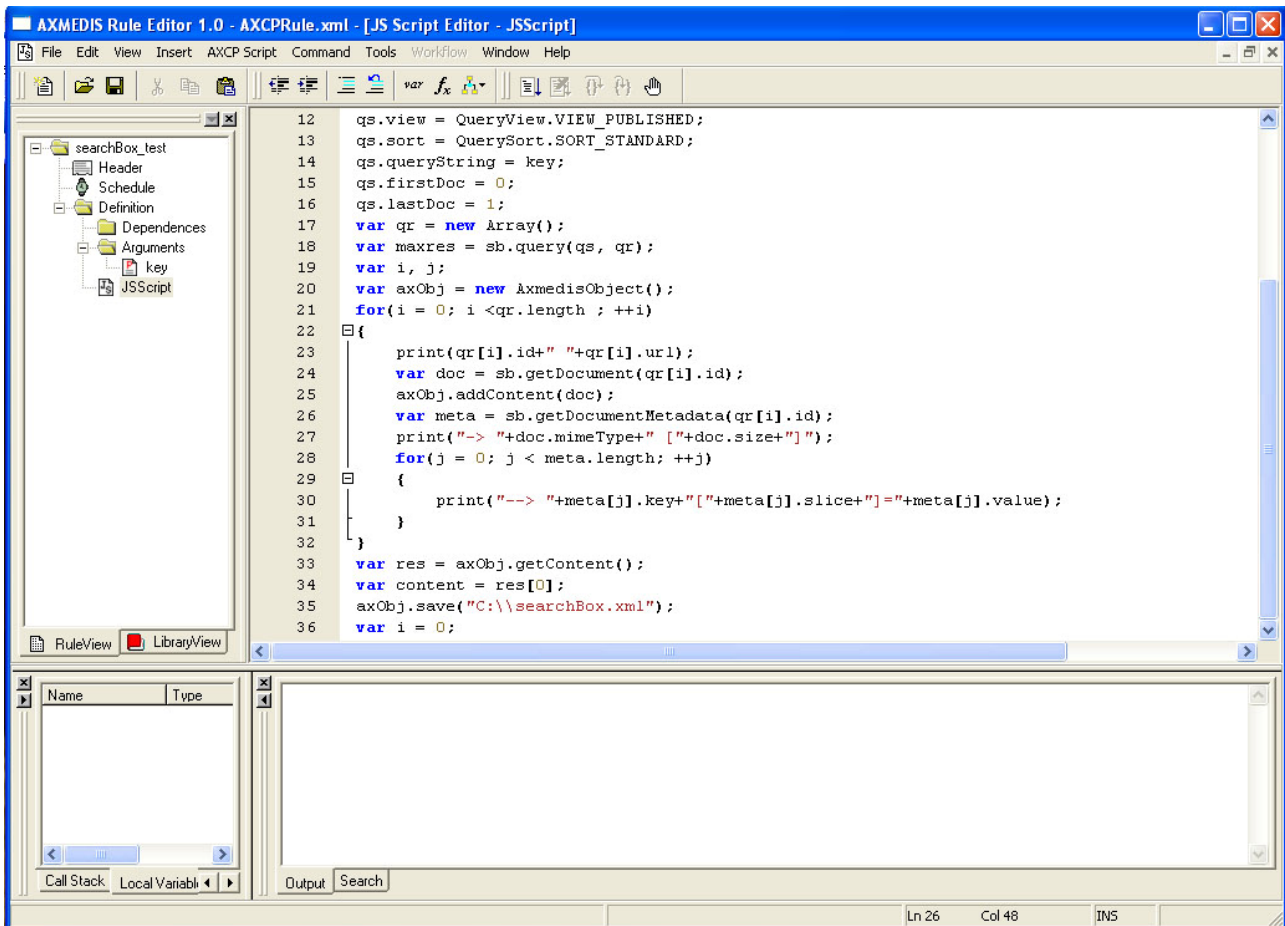 AXMEDIS Rule Editor 1.0 - AXCPRule.xml - [JS Script Editor - JSScript]
File Edit View Insert AXCP Script Command Tools Workflow Window Help
var fx
searchBox_test
Header
Schedule
Definition
Dependences
Arguments
key
JSScript
RuleView LibraryView
12 qs.view = QueryView.VIEW_PUBLISHED;
13 qs.sort = QuerySort.SORT_STANDARD;
14 qs.queryString = key;
15 qs.firstDoc = 0;
16 qs.lastDoc = 1;
17 var qr = new Array();
18 var maxres = sb.query(qs, qr);
19 var i, j;
20 var axObj = new AxmedisObject();
21 for(i = 0; i <qr.length ; ++i)
22 {
23 print(qr[i].id+" "+qr[i].url);
24 var doc = sb.getDocument(qr[i].id);
25 axObj.addContent(doc);
26 var meta = sb.getDocumentMetadata(qr[i].id);
27 print("-> "+doc.mimeType+" ["+doc.size+"]");
28 for(j = 0; j < meta.length; ++j)
29 {
30 print("--> "+meta[j].key+"["+meta[j].slice+"]="+meta[j].value);
31 }
32 }
33 var res = axObj.getContent();
34 var content = res[0];
35 axObj.save("C:\\searchBox.xml");
36 var i = 0;
Name Type
Call Stack Local Variabl
Output Search
Ln 26 Col 48 INS